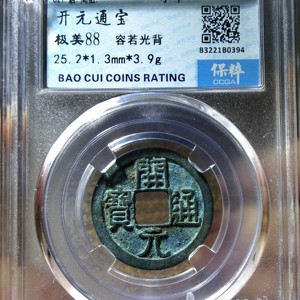 开元通宝
极美88 容若光背
25.2*1.3mm*3.9g
BAO CUI COINS RATING
B3221B0394
保粹
CCGA
開
寶 通
元